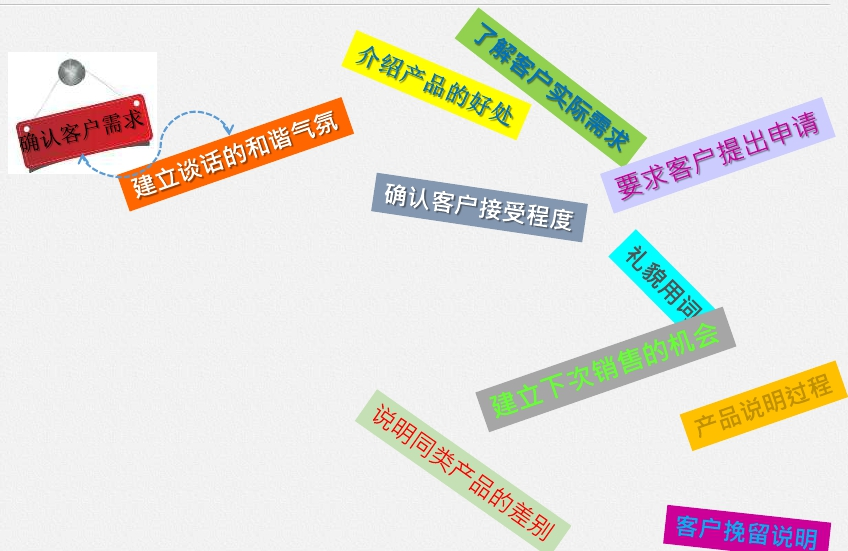 了解客户实际需求
介绍产品的好处
确认客户需求
建立谈话的和谐气氛
要求客户提出申请
确认客户接受程度
礼貌用词
建立下次销售的机会
产品说明过程
说明同类产品的差别
客户挽留说明